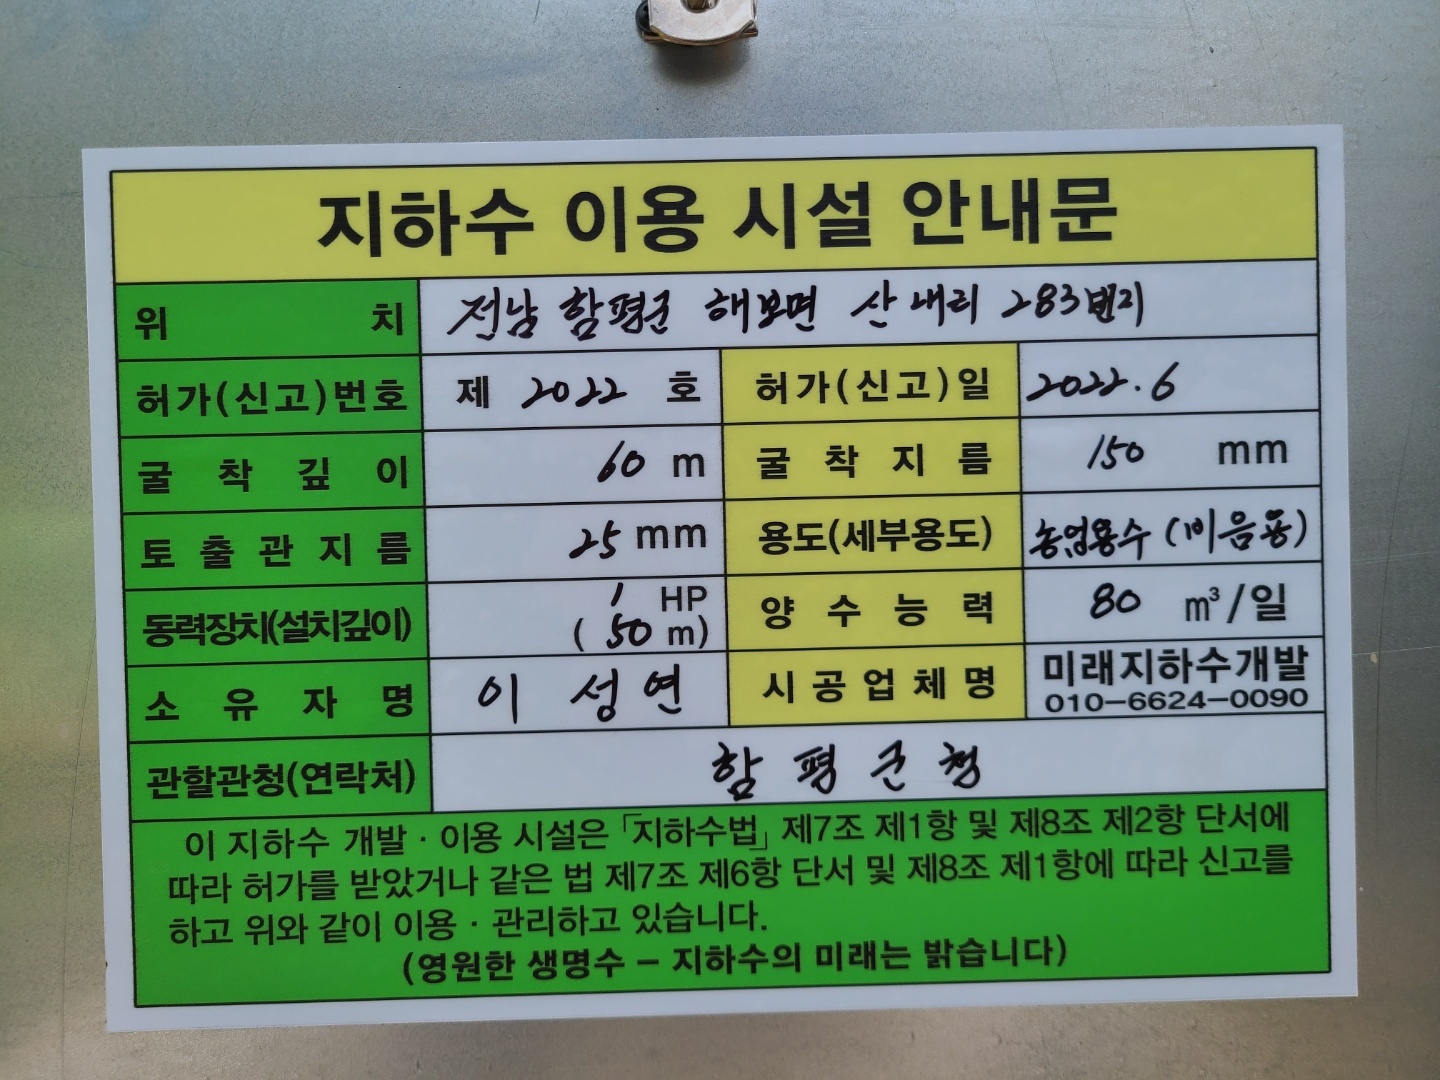 지하수 이용 시설 안내문
위 치 전남 함평군 해보면 산내리 283번지
허가(신고)번호 제 2022 호 허가(신고)일 2022.6
굴착깊이 60 m 굴착지름 150 mm
토출관지름 25 mm 용도(세부용도) 농업용수 (비음용)
동력장치(설치깊이) 1 HP (50 m) 양수능력 80 m³/일
소유자명 이성연 시공업체명 미래지하수개발
010-6624-0090
관할관청(연락처) 함평군청
이 지하수 개발·이용 시설은 「지하수법」 제7조 제1항 및 제8조 제2항 단서에
따라 허가를 받았거나 같은 법 제7조 제6항 단서 및 제8조 제1항에 따라 신고를
하고 위와 같이 이용·관리하고 있습니다.
(영원한 생명수 - 지하수의 미래는 밝습니다)